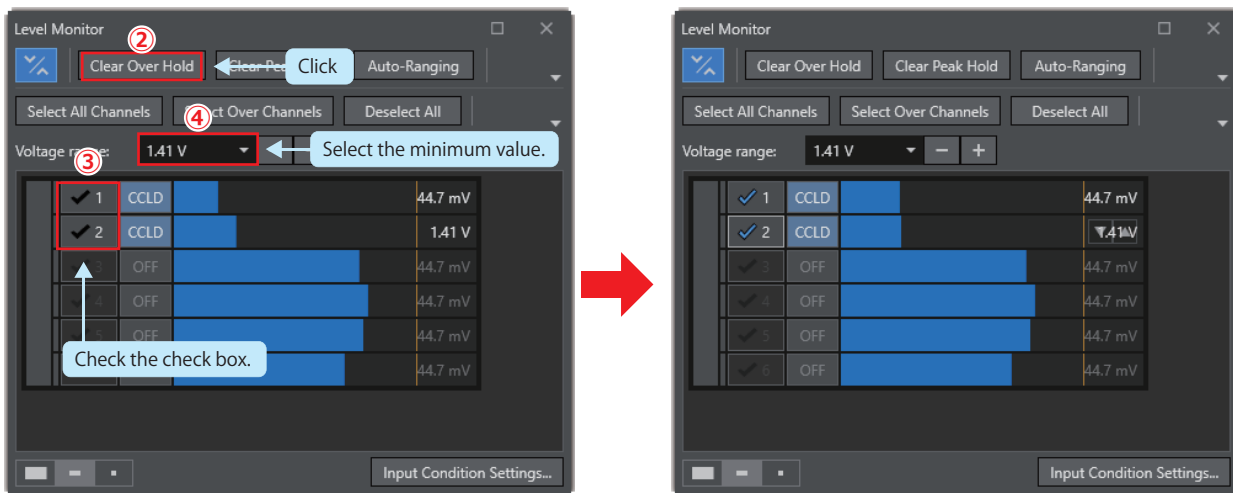 Level Monitor
②
Clear Over Hold
Click
Auto-Ranging
Select All Channels
④
Over Channels
Deselect All
Voltage
③
1.41 V
Select the minimum value.
1 CCLD 44.7 mV
2 CCLD 1.41 V
3 OFF 44.7 mV
4 OFF 44.7 mV
5 OFF 44.7 mV
Check the check box.
44.7 mV
Input Condition Settings...
Level Monitor
Clear Over Hold Clear Peak Hold Auto-Ranging
Select All Channels Select Over Channels Deselect All
Voltage range: 1.41 V − +
1 CCLD 44.7 mV
2 CCLD 1.41 V
3 OFF 44.7 mV
4 OFF 44.7 mV
5 OFF 44.7 mV
6 OFF 44.7 mV
Input Condition Settings...